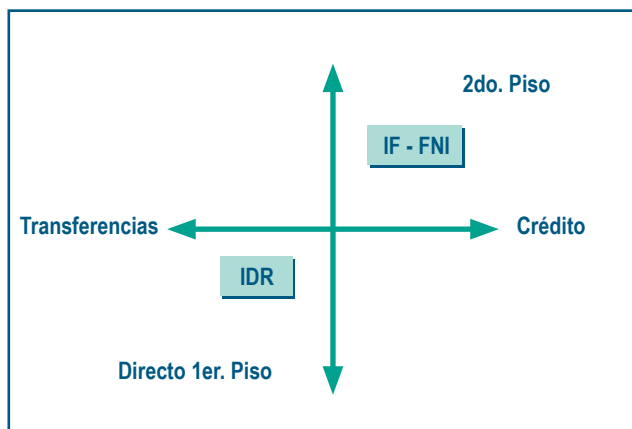 2do. Piso
IF - FNI
Transferencias
Crédito
IDR
Directo 1er. Piso